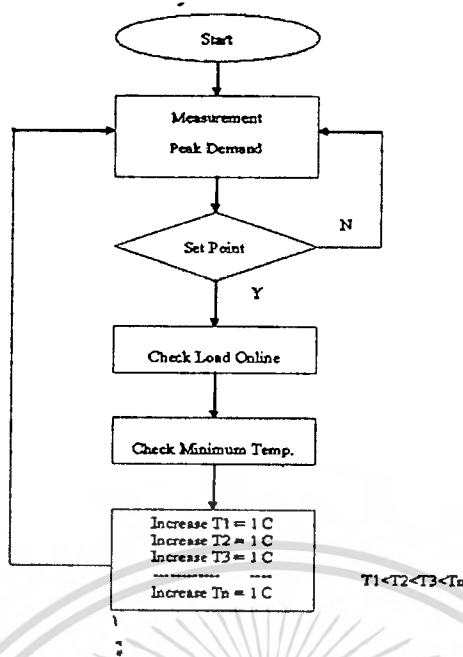 Start
Measurement
Peak Demand
Set Point
N
Y
Check Load Online
Check Minimum Temp.
Increase T1 = 1 C
Increase T2 = 1 C
Increase T3 = 1 C
----------- ---
Increase Tn = 1 C
T1<T2<T3<Tn